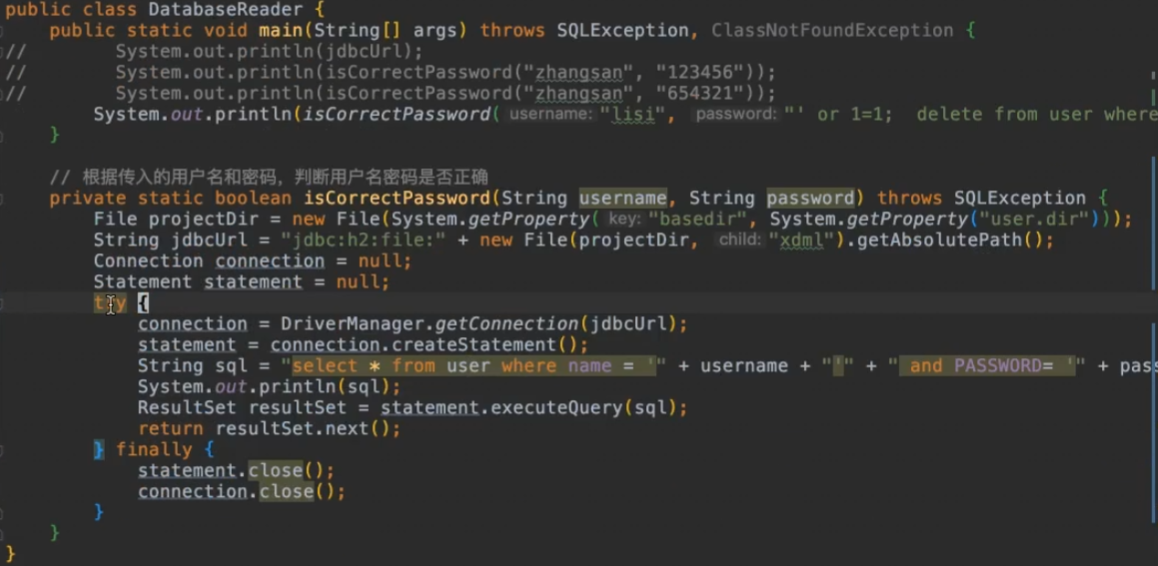 public class DatabaseReader {
    public static void main(String[] args) throws SQLException, ClassNotFoundException {
//        System.out.println(jdbcUrl);
//        System.out.println(isCorrectPassword("zhangsan", "123456"));
//        System.out.println(isCorrectPassword("zhangsan", "654321"));
        System.out.println(isCorrectPassword( username: "lisi",  password: "' or 1=1;  delete from user where
    }
    // 根据传入的用户名和密码，判断用户名密码是否正确
    private static boolean isCorrectPassword(String username, String password) throws SQLException {
        File projectDir = new File(System.getProperty( key: "basedir", System.getProperty("user.dir")));
        String jdbcUrl = "jdbc:h2:file:" + new File(projectDir,  child: "xdml").getAbsolutePath();
        Connection connection = null;
        Statement statement = null;
        try {
            connection = DriverManager.getConnection(jdbcUrl);
            statement = connection.createStatement();
            String sql = "select * from user where name = '" + username + "'" + " and PASSWORD= '" + pass
            System.out.println(sql);
            ResultSet resultSet = statement.executeQuery(sql);
            return resultSet.next();
        } finally {
            statement.close();
            connection.close();
        }
    }
}